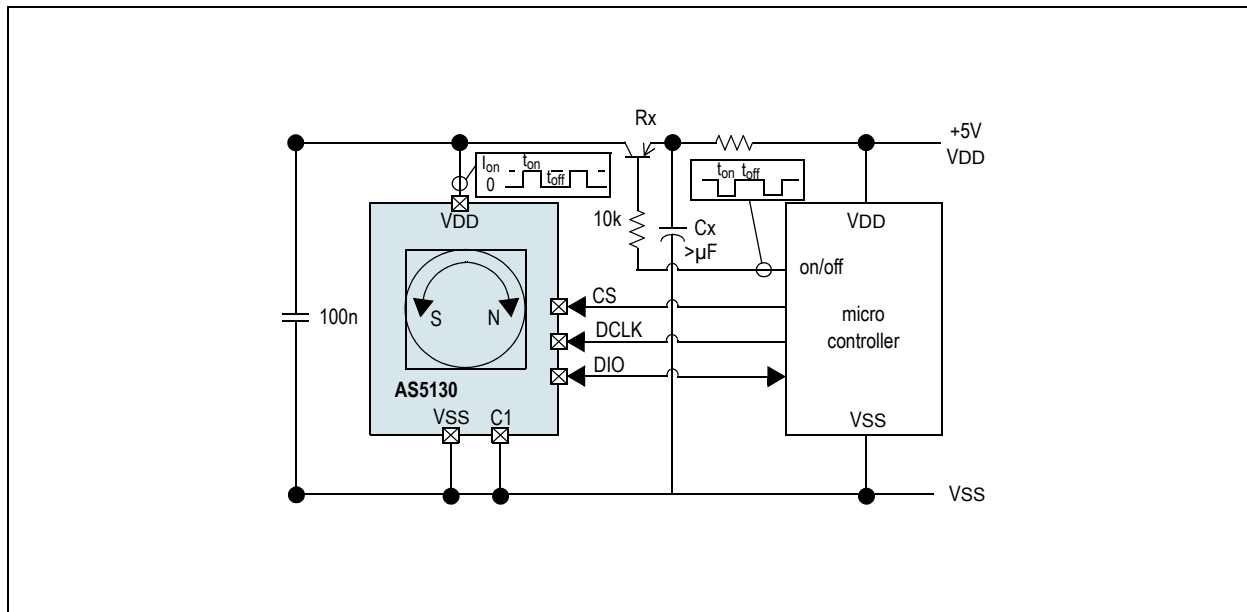 Rx
+5V
VDD
Ion
0
ton
toff
ton toff
VDD
10k
Cx
>µF
VDD
on/off
CS
100n
S
N
DCLK
micro
controller
DIO
AS5130
VSS
C1
VSS
VSS